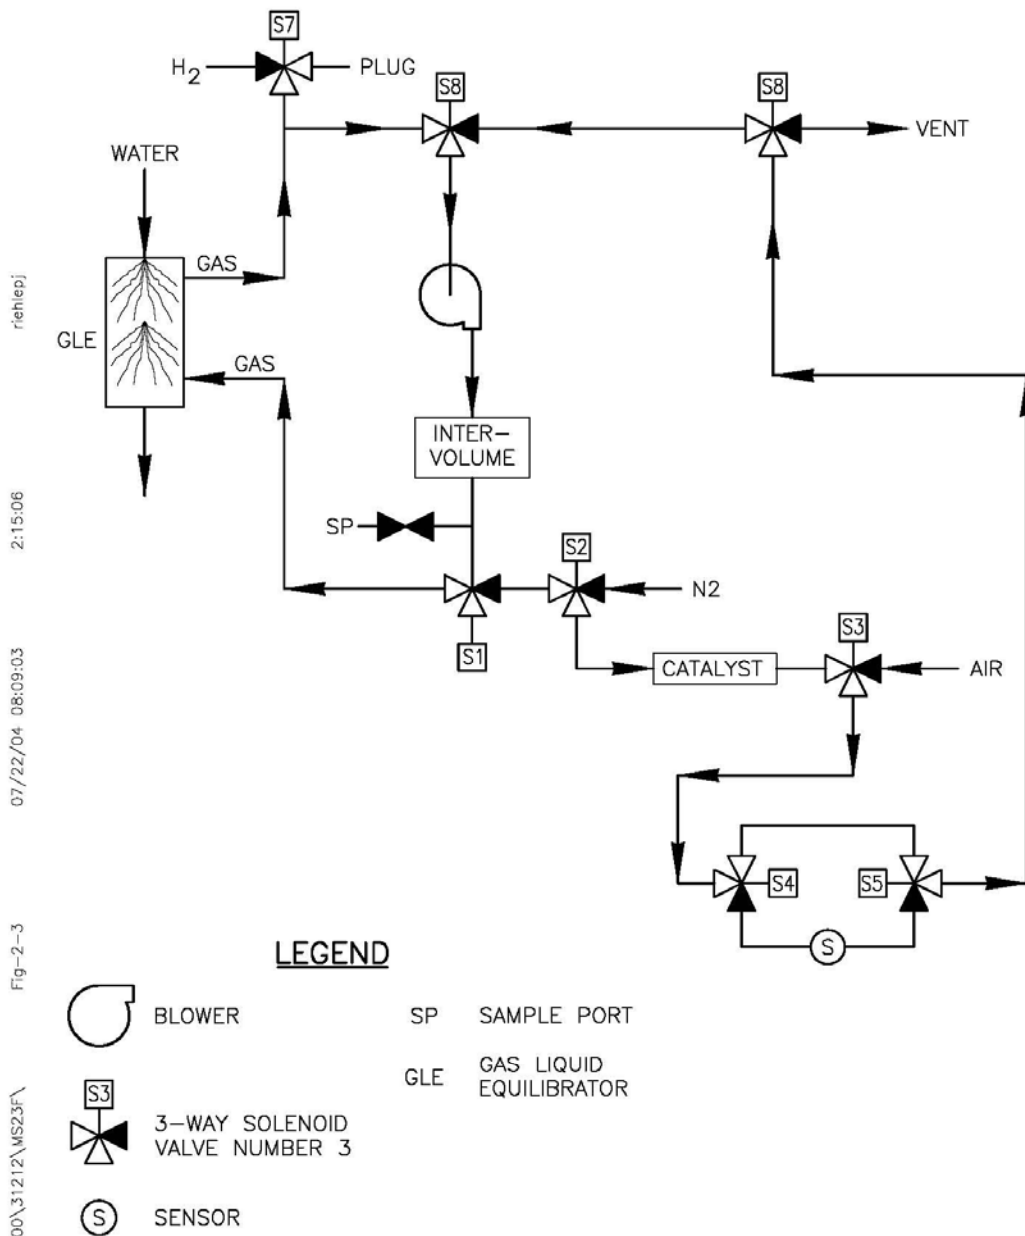 S7
H2
PLUG
S8
S8
VENT
WATER
GAS
GLE
GAS
INTER-
VOLUME
SP
S2
N2
S1
S3
CATALYST
AIR
S4
S5
S
LEGEND
BLOWER
SP SAMPLE PORT
GLE GAS LIQUID
EQUILIBRATOR
S3
3-WAY SOLENOID
VALVE NUMBER 3
S SENSOR
00\31212\MS23F\ Fig-2-3 07/22/04 08:09:03 2:15:06 riehlepj